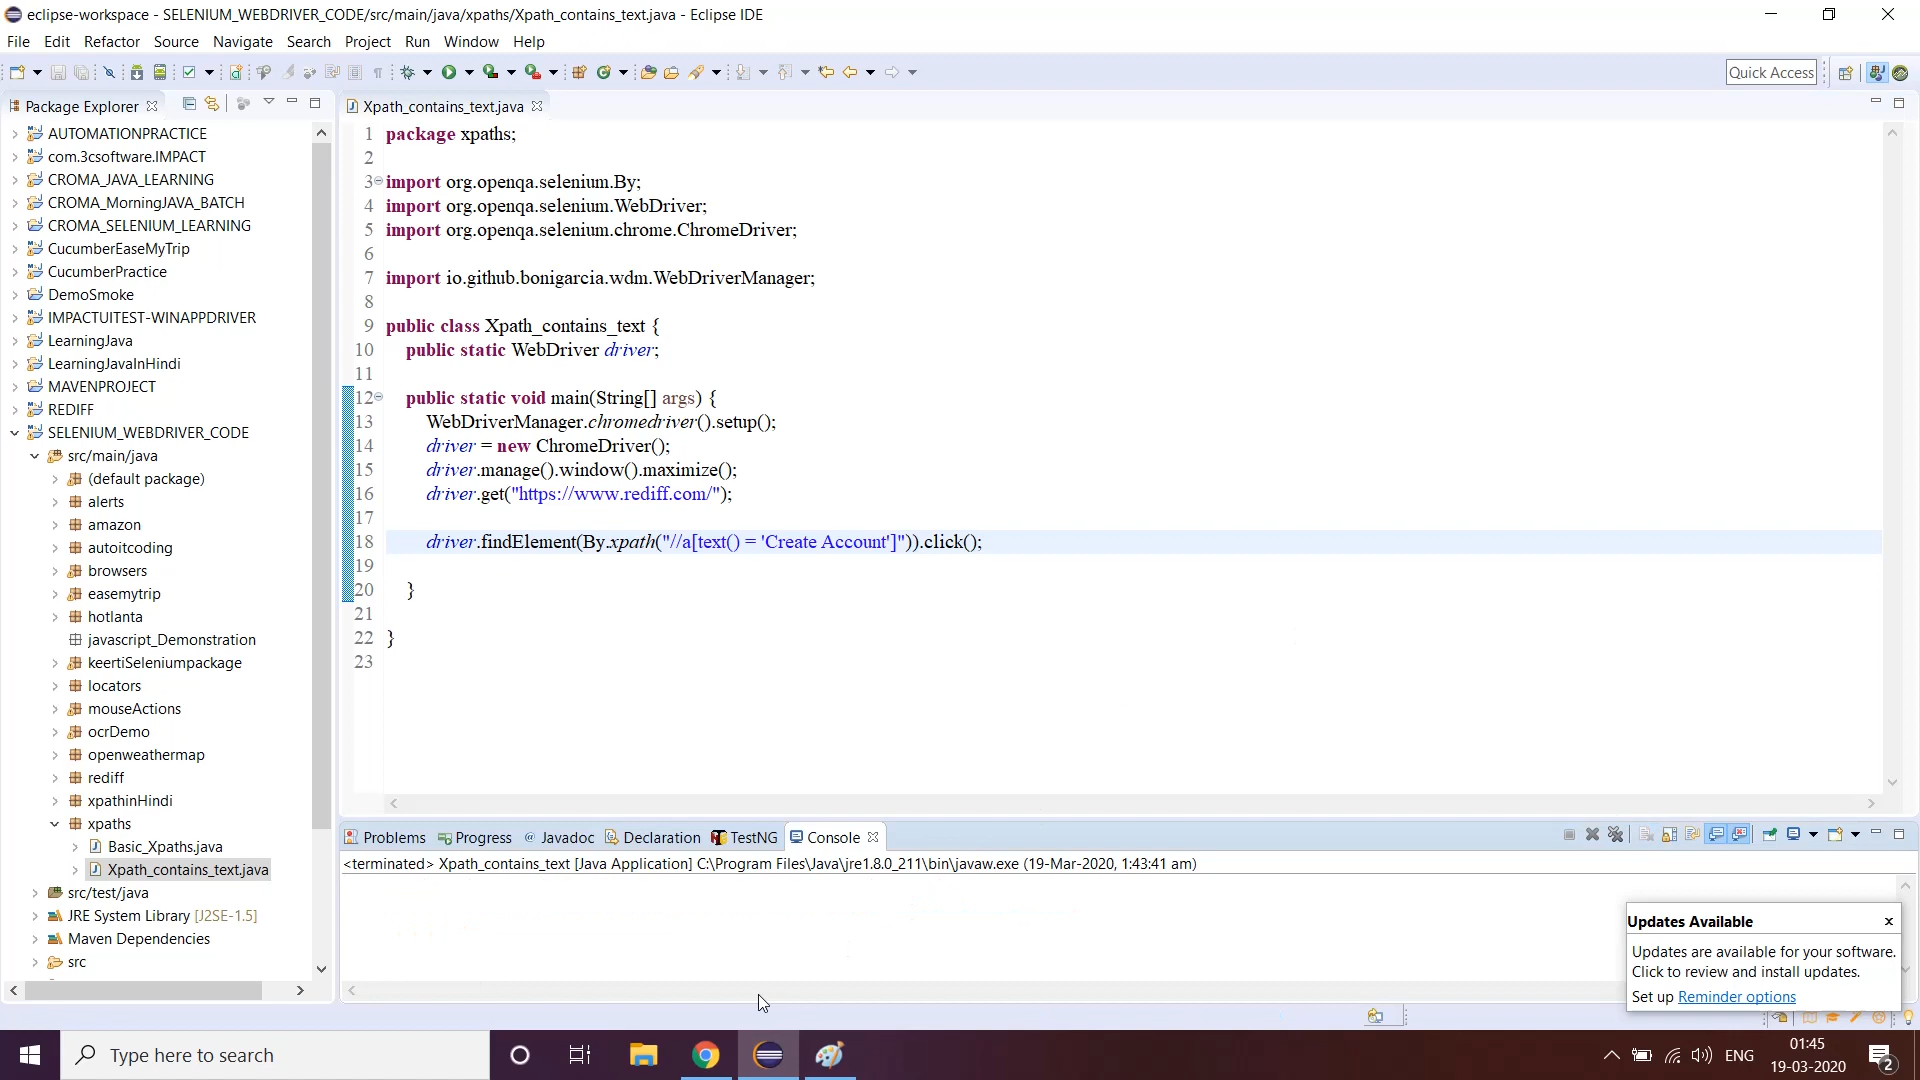 eclipse-workspace - SELENIUM_WEBDRIVER_CODE/src/main/java/xpaths/Xpath_contains_text.java - Eclipse IDE
File Edit Refactor Source Navigate Search Project Run Window Help
Quick Access
Package Explorer
AUTOMATIONPRACTICE
com.3csoftware.IMPACT
CROMA_JAVA_LEARNING
CROMA_MorningJAVA_BATCH
CROMA_SELENIUM_LEARNING
CucumberEaseMyTrip
CucumberPractice
DemoSmoke
IMPACTUITEST-WINAPPDRIVER
LearningJava
LearningJavaInHindi
MAVENPROJECT
REDIFF
SELENIUM_WEBDRIVER_CODE
src/main/java
(default package)
alerts
amazon
autoitcoding
browsers
easemytrip
hotlanta
javascript_Demonstration
keertiSeleniumpackage
locators
mouseActions
ocrDemo
openweathermap
rediff
xpathinHindi
xpaths
Basic_Xpaths.java
Xpath_contains_text.java
src/test/java
JRE System Library [J2SE-1.5]
Maven Dependencies
src
Xpath_contains_text.java
1 package xpaths;
2
3 import org.openqa.selenium.By;
4 import org.openqa.selenium.WebDriver;
5 import org.openqa.selenium.chrome.ChromeDriver;
6
7 import io.github.bonigarcia.wdm.WebDriverManager;
8
9 public class Xpath_contains_text {
10 public static WebDriver driver;
11
12 public static void main(String[] args) {
13 WebDriverManager.chromedriver().setup();
14 driver = new ChromeDriver();
15 driver.manage().window().maximize();
16 driver.get("https://www.rediff.com/");
17
18 driver.findElement(By.xpath("//a[text() = 'Create Account']")).click();
19
20 }
21
22 }
23
Problems Progress @ Javadoc Declaration TestNG Console
<terminated> Xpath_contains_text [Java Application] C:\Program Files\Java\jre1.8.0_211\bin\javaw.exe (19-Mar-2020, 1:43:41 am)
Updates Available
Updates are available for your software.
Click to review and install updates.
Set up Reminder options
Type here to search
ENG
01:45
19-03-2020
2